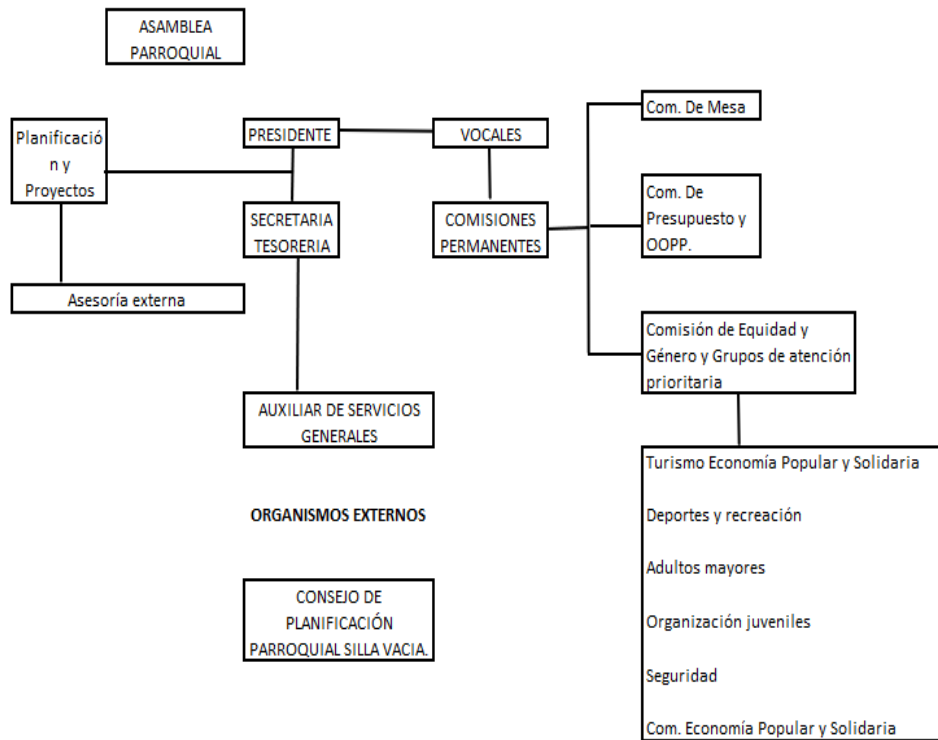 ASAMBLEA
PARROQUIAL
Planificació
n y
Proyectos
PRESIDENTE
VOCALES
Com. De Mesa
SECRETARIA
TESORERIA
COMISIONES
PERMANENTES
Com. De
Presupuesto y
OOPP.
Asesoría externa
Comisión de Equidad y
Género y Grupos de atención
prioritaria
AUXILIAR DE SERVICIOS
GENERALES
Turismo Economía Popular y Solidaria
Deportes y recreación
Adultos mayores
Organización juveniles
Seguridad
Com. Economía Popular y Solidaria
ORGANISMOS EXTERNOS
CONSEJO DE
PLANIFICACIÓN
PARROQUIAL SILLA VACIA.